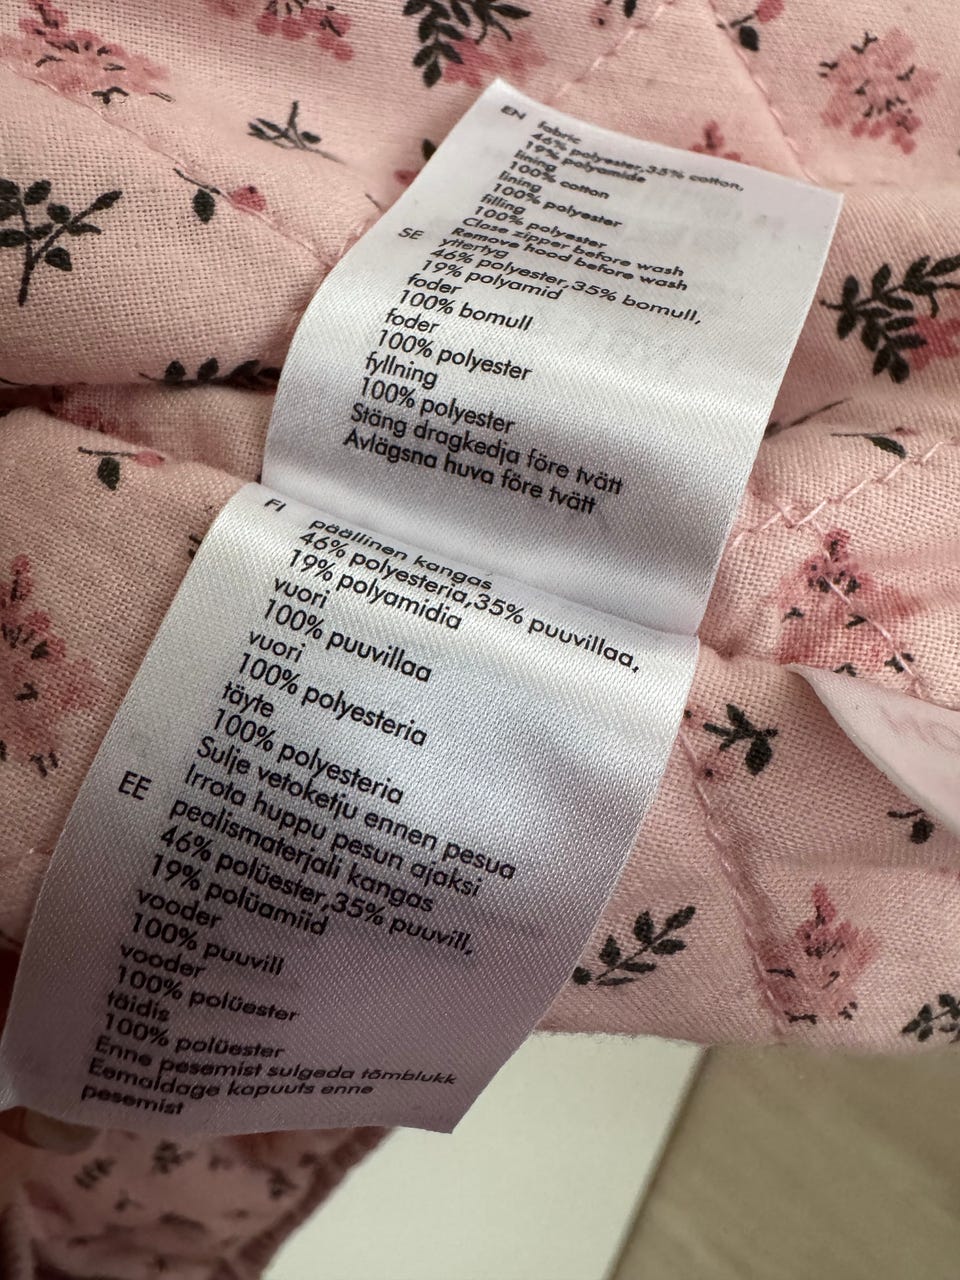 EN fabric
46% polyester,35% cotton,
19% polyamide
lining
100% cotton
lining
100% polyester
filling
100% polyester
Close zipper before wash
Remove hood before wash
SE yttertyg
46% polyester,35% bomull,
19% polyamid
foder
100% bomull
foder
100% polyester
fyllning
100% polyester
Stäng dragkedja före tvätt
Avlägsna huva före tvätt
FI päällinen kangas
46% polyesteria,35% puuvillaa,
19% polyamidia
vuori
100% puuvillaa
vuori
100% polyesteria
täyte
100% polyesteria
Sulje vetoketju ennen pesua
Irrota huppu pesun ajaksi
EE pealismaterjali kangas
46% polüester,35% puuvill,
19% polüamiid
vooder
100% puuvill
vooder
100% polüester
täidis
100% polüester
Enne pesemist sulgeda tõmblukk
Eemaldage kapuuts enne
pesemist